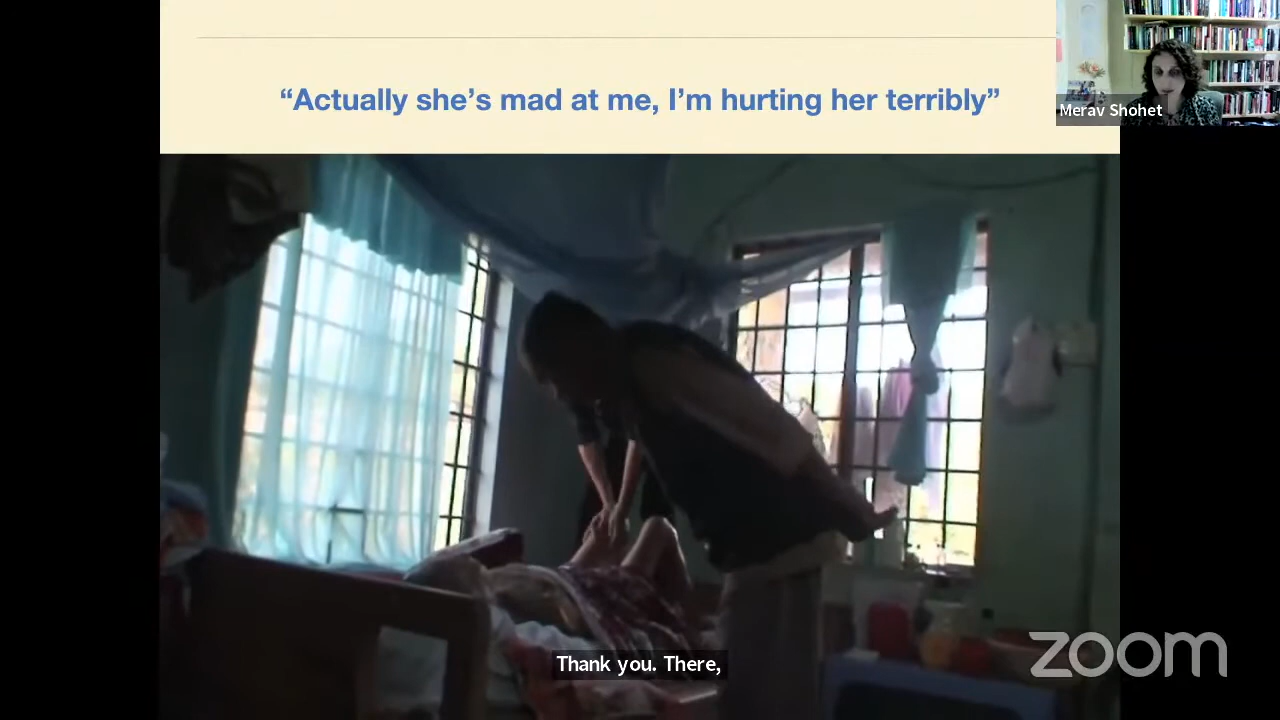 “Actually she’s mad at me, I’m hurting her terribly”
Merav Shohet
Thank you. There,
zoom